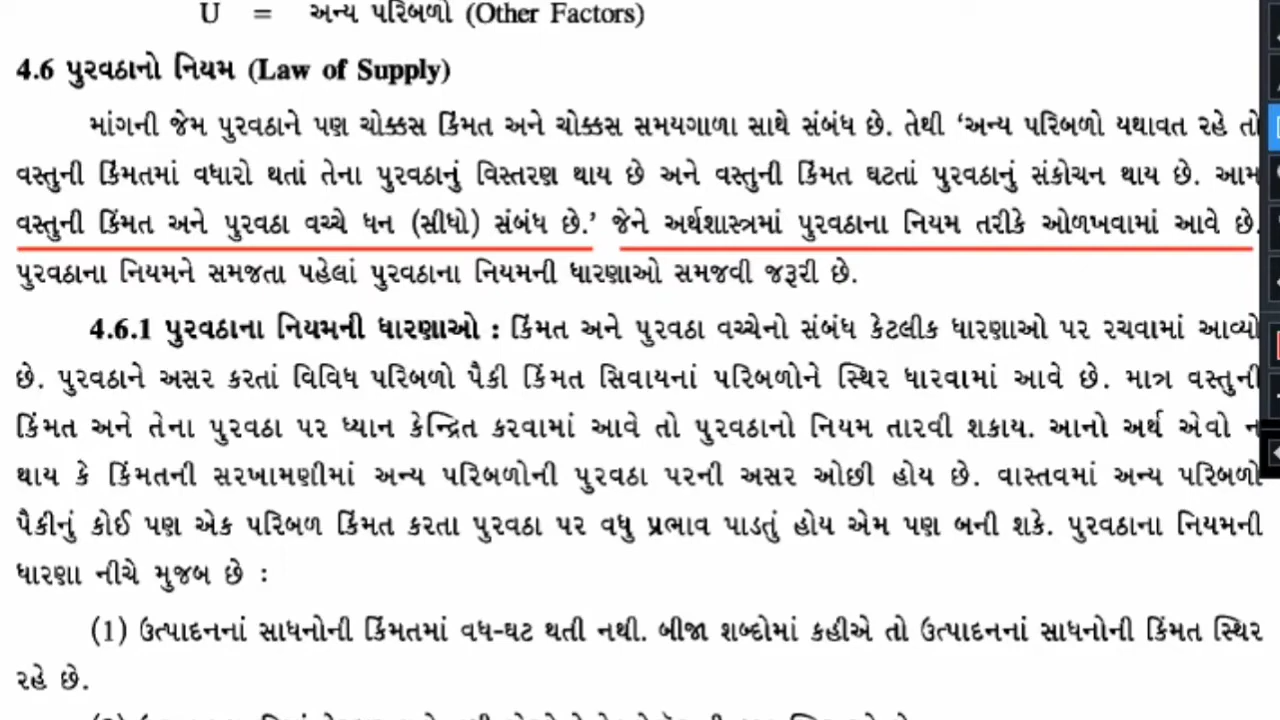 U = અન્ય પરિબળો (Other Factors)
4.6 પુરવઠાનો નિયમ (Law of Supply)
માંગની જેમ પુરવઠાને પણ ચોક્કસ કિંમત અને ચોક્કસ સમયગાળા સાથે સંબંધ છે. તેથી ‘અન્ય પરિબળો યથાવત રહે તો
વસ્તુની કિંમતમાં વધારો થતાં તેના પુરવઠાનું વિસ્તરણ થાય છે અને વસ્તુની કિંમત ઘટતાં પુરવઠાનું સંકોચન થાય છે. આમ
વસ્તુની કિંમત અને પુરવઠા વચ્ચે ધન (સીધો) સંબંધ છે.’ જેને અર્થશાસ્ત્રમાં પુરવઠાના નિયમ તરીકે ઓળખવામાં આવે છે.
પુરવઠાના નિયમને સમજતા પહેલાં પુરવઠાના નિયમની ધારણાઓ સમજવી જરૂરી છે.
4.6.1 પુરવઠાના નિયમની ધારણાઓ : કિંમત અને પુરવઠા વચ્ચેનો સંબંધ કેટલીક ધારણાઓ પર રચવામાં આવ્યો
છે. પુરવઠાને અસર કરતાં વિવિધ પરિબળો પૈકી કિંમત સિવાયનાં પરિબળોને સ્થિર ધારવામાં આવે છે. માત્ર વસ્તુની
કિંમત અને તેના પુરવઠા પર ધ્યાન કેન્દ્રિત કરવામાં આવે તો પુરવઠાનો નિયમ તારવી શકાય. આનો અર્થ એવો ન
થાય કે કિંમતની સરખામણીમાં અન્ય પરિબળોની પુરવઠા પરની અસર ઓછી હોય છે. વાસ્તવમાં અન્ય પરિબળો
પૈકીનું કોઈ પણ એક પરિબળ કિંમત કરતા પુરવઠા પર વધુ પ્રભાવ પાડતું હોય એમ પણ બની શકે. પુરવઠાના નિયમની
ધારણા નીચે મુજબ છે :
(1) ઉત્પાદનનાં સાધનોની કિંમતમાં વધ-ઘટ થતી નથી. બીજા શબ્દોમાં કહીએ તો ઉત્પાદનનાં સાધનોની કિંમત સ્થિર
રહે છે.